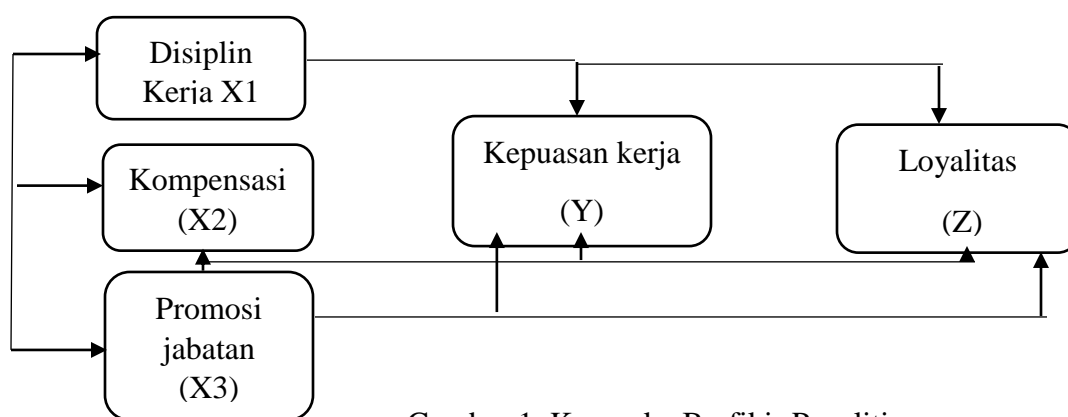 Disiplin
Kerja X1
Kompensasi
(X2)
Promosi
jabatan
(X3)
Kepuasan kerja
(Y)
Loyalitas
(Z)